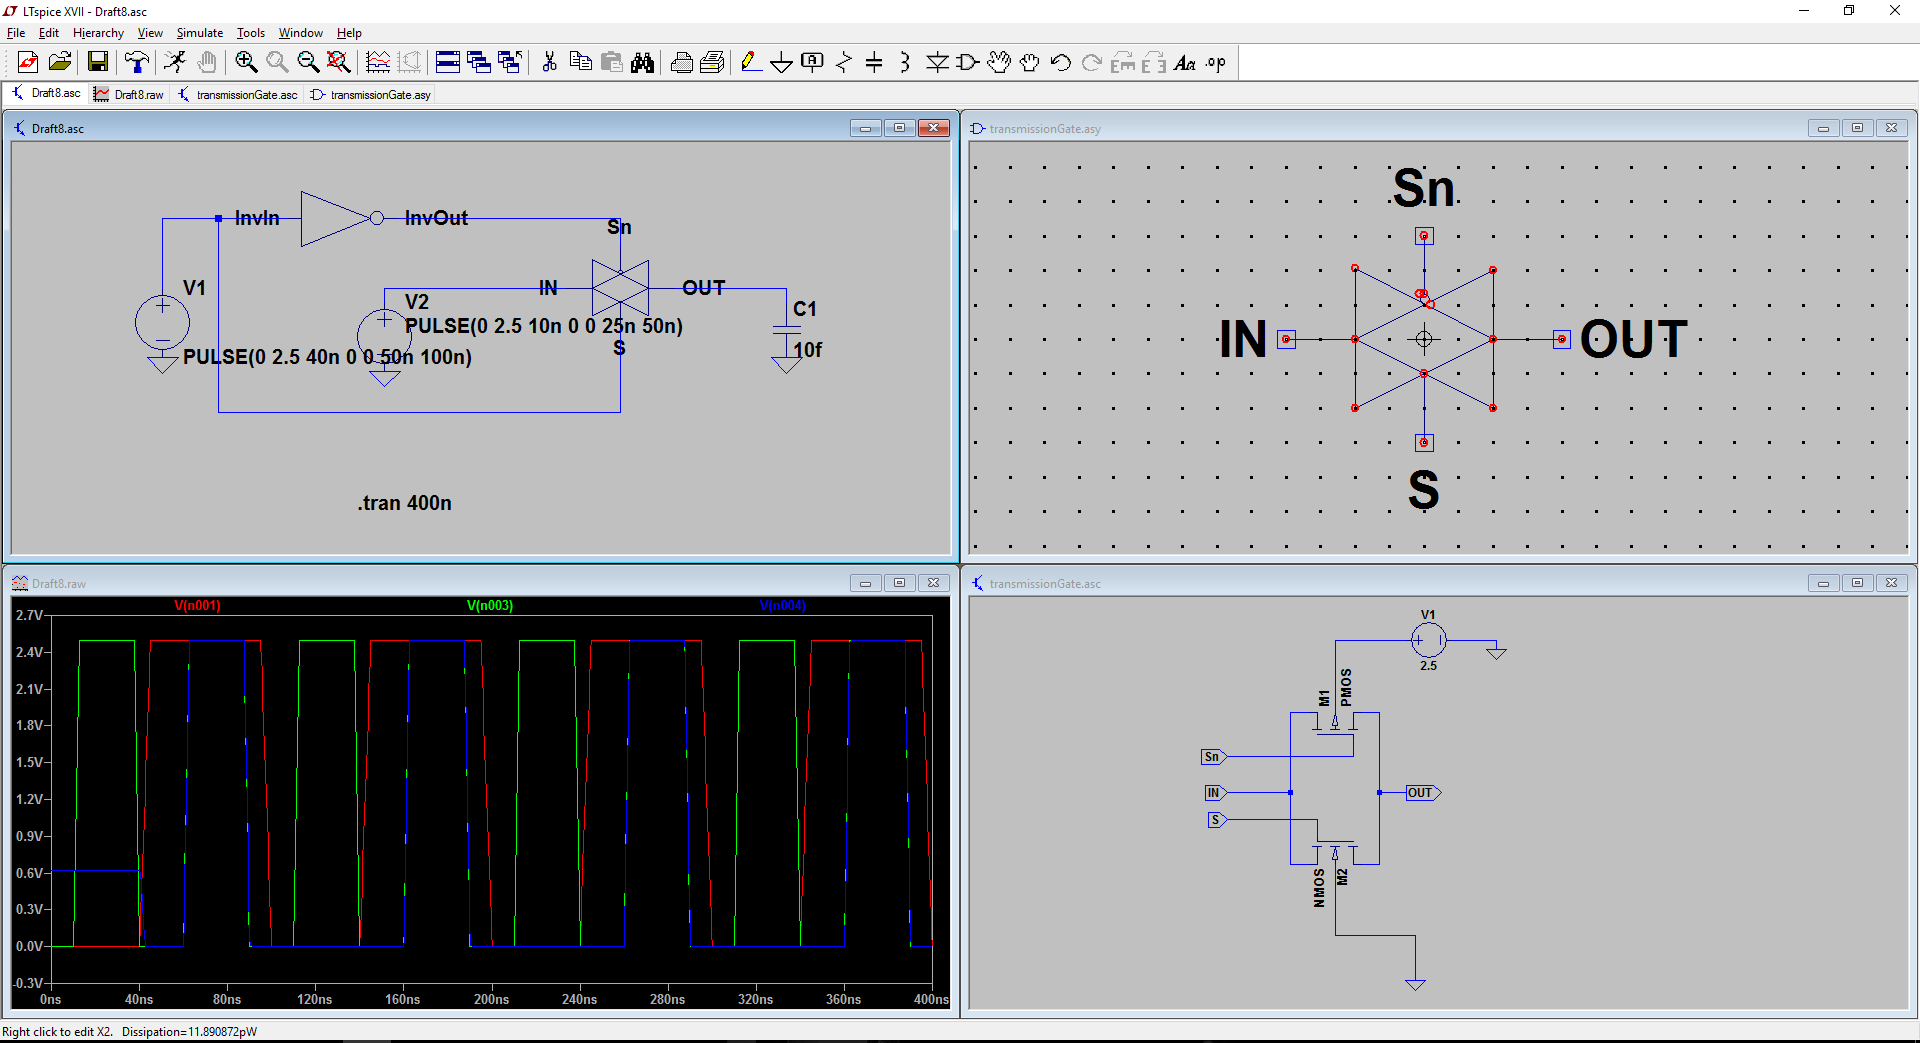 LTspice XVII - Draft8.asc
File Edit Hierarchy View Simulate Tools Window Help
Draft8.asc Draft8.raw transmissionGate.asc transmissionGate.asy
Draft8.asc
InvIn InvOut
Sn
V1
IN
OUT
V2
C1
PULSE(0 2.5 10n 0 0 25n 50n)
S
10f
PULSE(0 2.5 40n 0 0 50n 100n)
.tran 400n
transmissionGate.asy
Sn
IN
OUT
S
Draft8.raw
V(n001) V(n003) V(n004)
2.7V
2.4V
2.1V
1.8V
1.5V
1.2V
0.9V
0.6V
0.3V
0.0V
-0.3V
0ns 40ns 80ns 120ns 160ns 200ns 240ns 280ns 320ns 360ns 400ns
transmissionGate.asc
V1
2.5
M1
PMOS
Sn
IN
OUT
S
NMOS
M2
Right click to edit X2. Dissipation=11.890872pW